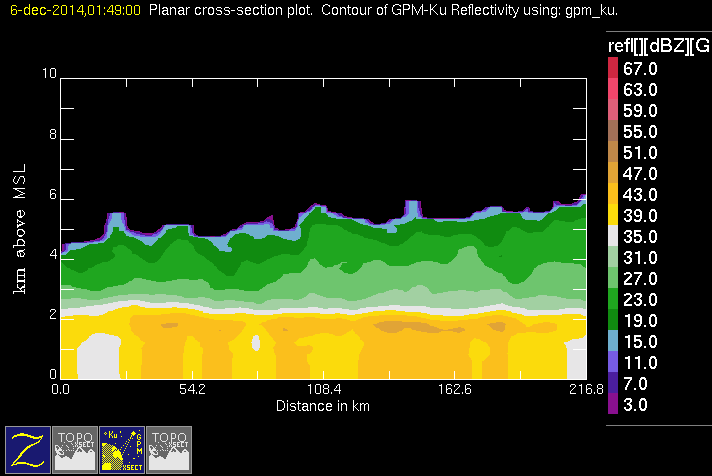 6-dec-2014,01:49:00 Planar cross-section plot. Contour of GPM-Ku Reflectivity using: gpm_ku.
refl[][dBZ][G
67.0
63.0
59.0
55.0
51.0
47.0
43.0
39.0
35.0
31.0
27.0
23.0
19.0
15.0
11.0
7.0
3.0
km above MSL
10
8
6
4
2
0
0.0 54.2 108.4 162.6 216.8
Distance in km
Z
TOPO
XSECT
Ku
GPM
XSECT
TOPO
XSECT